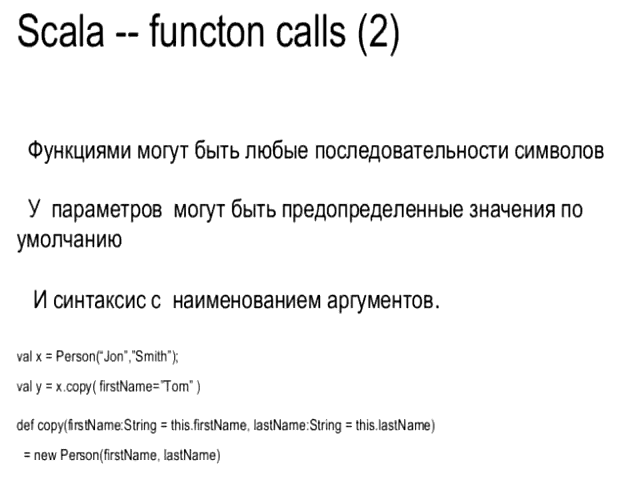 Scala -- functon calls (2)
Функциями могут быть любые последовательности символов
У параметров могут быть предопределенные значения по
умолчанию
И синтаксис с наименованием аргументов.
val x = Person(“Jon”,”Smith”);
val y = x.copy( firstName=”Tom” )
def copy(firstName:String = this.firstName, lastName:String = this.lastName)
= new Person(firstName, lastName)